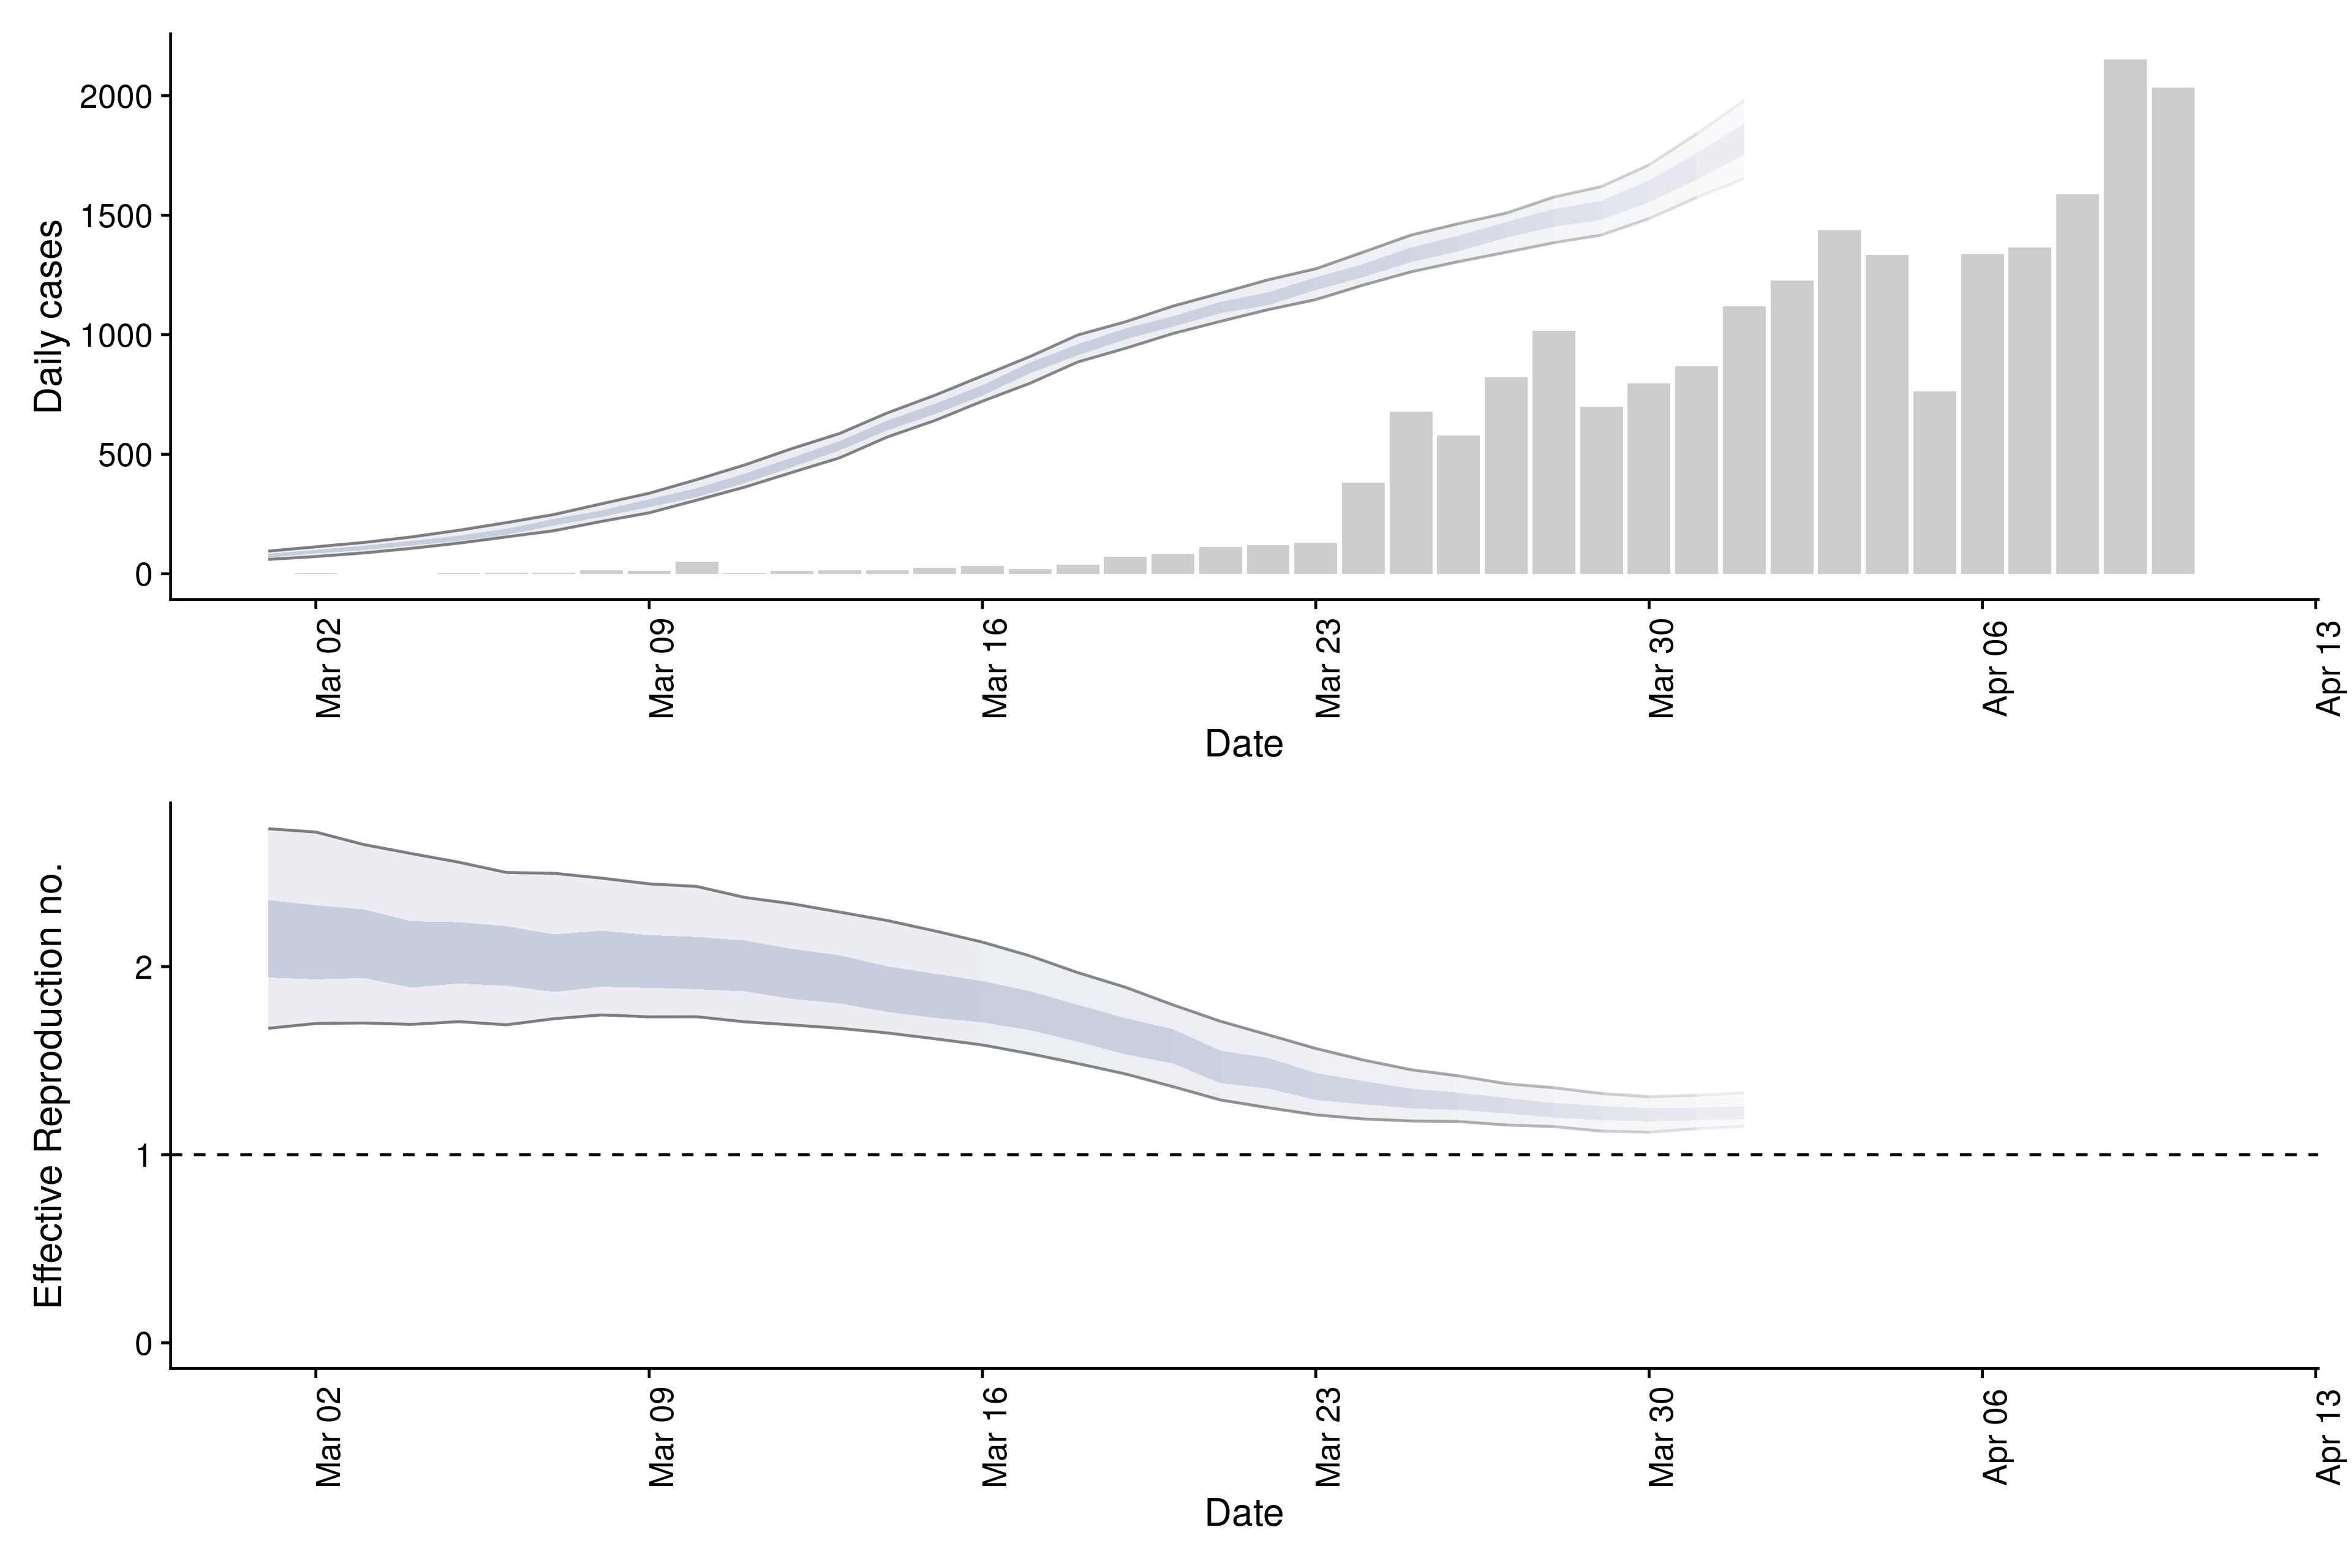 Daily cases
2000
1500
1000
500
0
Mar 02
Mar 09
Mar 16
Mar 23
Mar 30
Apr 06
Apr 13
Date
Effective Reproduction no.
2
1
0
Mar 02
Mar 09
Mar 16
Mar 23
Mar 30
Apr 06
Apr 13
Date